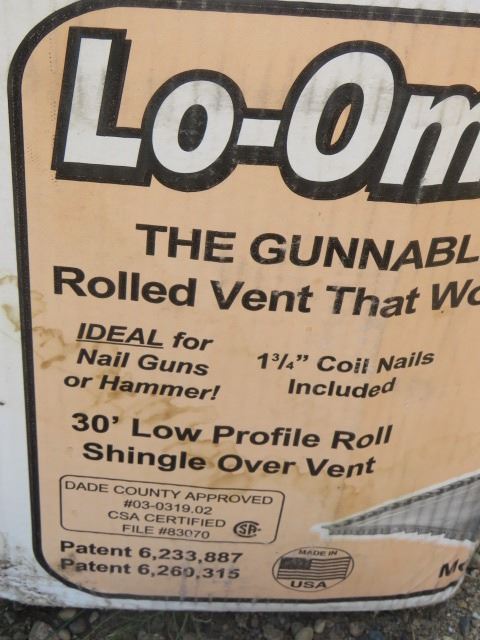 Lo-Om
THE GUNNABL
Rolled Vent That Wo
IDEAL for
Nail Guns
or Hammer!
1¾" Coil Nails
Included
30' Low Profile Roll
Shingle Over Vent
DADE COUNTY APPROVED
#03-0319.02
CSA CERTIFIED
FILE #83070
Patent 6,233,887
Patent 6,260,315
MADE IN
USA